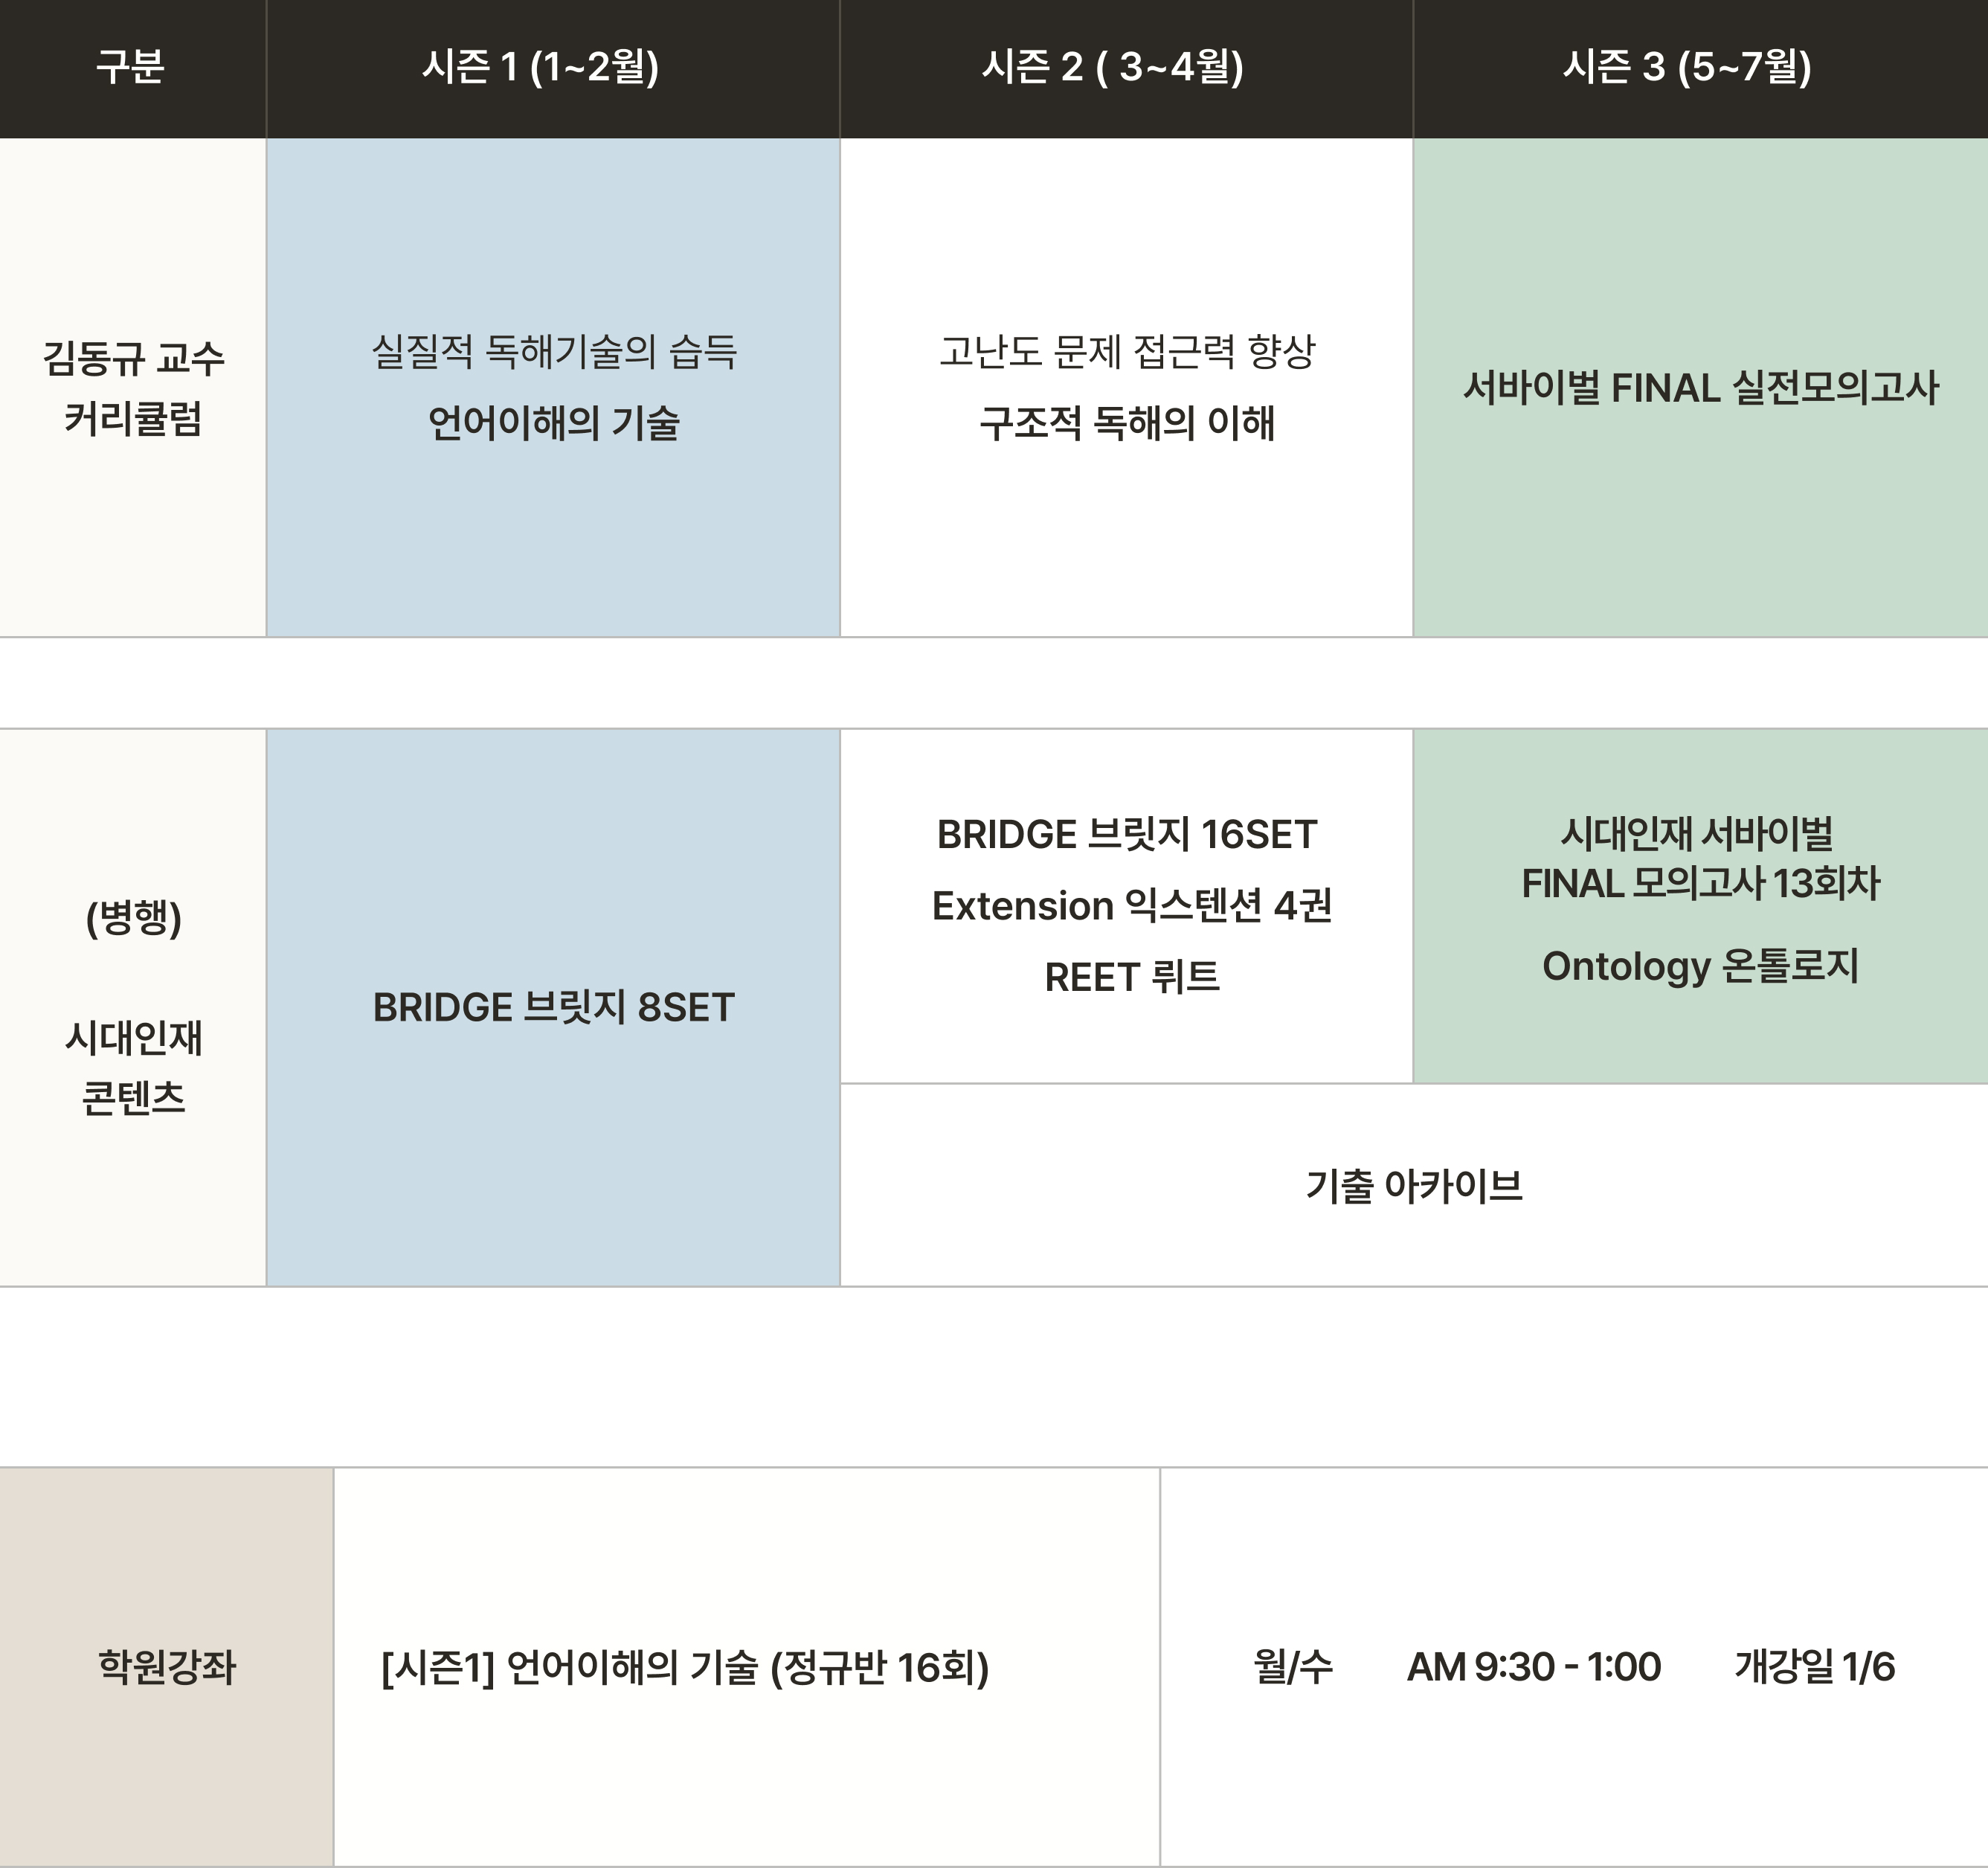 구분
시즌 1 (1~2월)
시즌 2 (3~4월)
시즌 3 (5~7월)
김동규 교수
커리큘럼
실전적 독해기술의 습득
언어이해의 기술
고난도 문제 접근력 향상
구조 독해의 이해
서바이벌 FINAL 실전모의고사
(병행)
시대인재
콘텐츠
BRIDGE 브릿지 8SET
BRIDGE 브릿지 16SET
Extension 익스텐션 4권
REET 뤼트
시대인재 서바이벌
FINAL 모의고사 13회차
Ontology 온톨로지
기출 아카이브
학원강좌
[시즌1] 언어이해의 기술 (정규반 16회)
월/수
AM 9:30 - 1:00
개강일 1/6